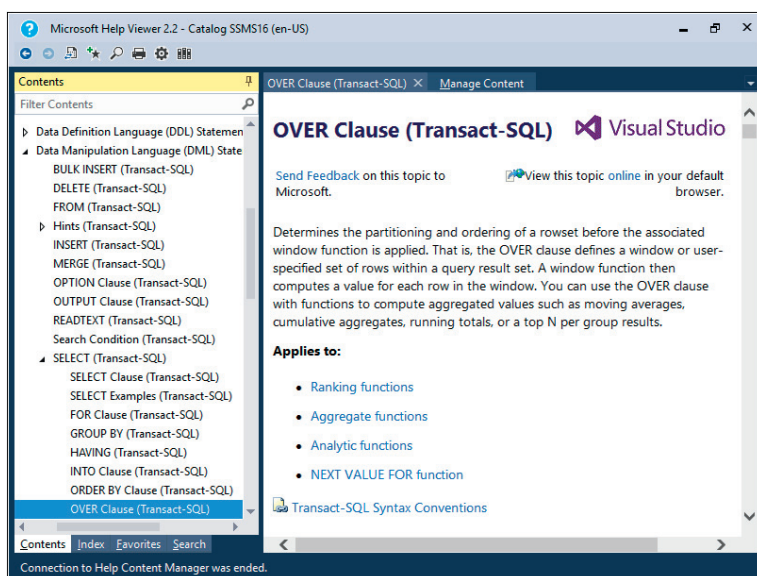 Microsoft Help Viewer 2.2 - Catalog SSMS16 (en-US)
Contents
Filter Contents
Data Definition Language (DDL) Statemen
Data Manipulation Language (DML) State
BULK INSERT (Transact-SQL)
DELETE (Transact-SQL)
FROM (Transact-SQL)
Hints (Transact-SQL)
INSERT (Transact-SQL)
MERGE (Transact-SQL)
OPTION Clause (Transact-SQL)
OUTPUT Clause (Transact-SQL)
READTEXT (Transact-SQL)
Search Condition (Transact-SQL)
SELECT (Transact-SQL)
SELECT Clause (Transact-SQL)
SELECT Examples (Transact-SQL)
FOR Clause (Transact-SQL)
GROUP BY (Transact-SQL)
HAVING (Transact-SQL)
INTO Clause (Transact-SQL)
ORDER BY Clause (Transact-SQL)
OVER Clause (Transact-SQL)
Contents Index Favorites Search
OVER Clause (Transact-SQL) Manage Content
OVER Clause (Transact-SQL)
Visual Studio
Send Feedback on this topic to
Microsoft.
View this topic online in your default
browser.
Determines the partitioning and ordering of a rowset before the associated
window function is applied. That is, the OVER clause defines a window or user-
specified set of rows within a query result set. A window function then
computes a value for each row in the window. You can use the OVER clause
with functions to compute aggregated values such as moving averages,
cumulative aggregates, running totals, or a top N per group results.
Applies to:
• Ranking functions
• Aggregate functions
• Analytic functions
• NEXT VALUE FOR function
Transact-SQL Syntax Conventions
Connection to Help Content Manager was ended.